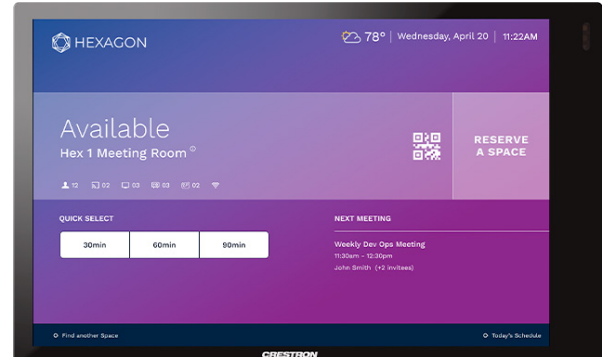 HEXAGON
78° | Wednesday, April 20 | 11:22AM
Available
Hex 1 Meeting Room
RESERVE
A SPACE
12 02 03 03 02
QUICK SELECT
30min 60min 90min
NEXT MEETING
Weekly Dev Ops Meeting
11:30am - 12:30pm
John Smith (+2 invitees)
Find another Space
Today's Schedule
CRESTRON